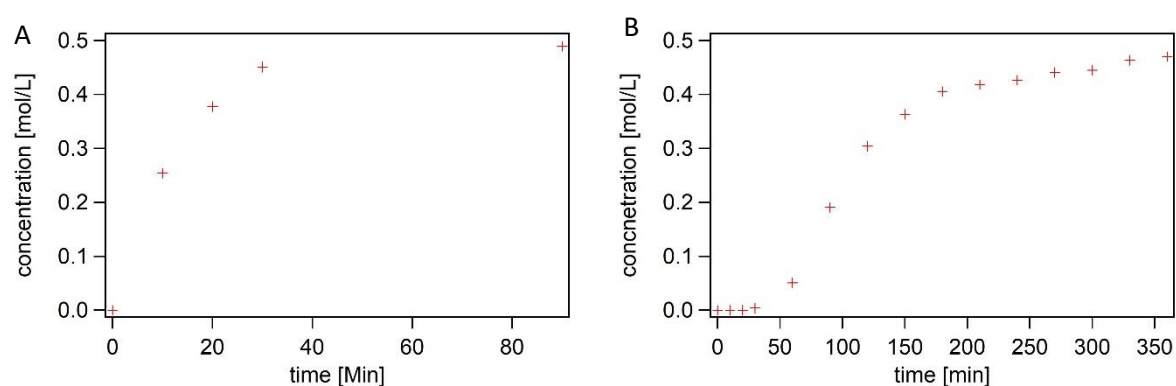 A
concentration [mol/L]
0.5
0.4
0.3
0.2
0.1
0.0
0 20 40 60 80
time [Min]
B
concnetration [mol/L]
0.5
0.4
0.3
0.2
0.1
0.0
0 50 100 150 200 250 300 350
time [min]